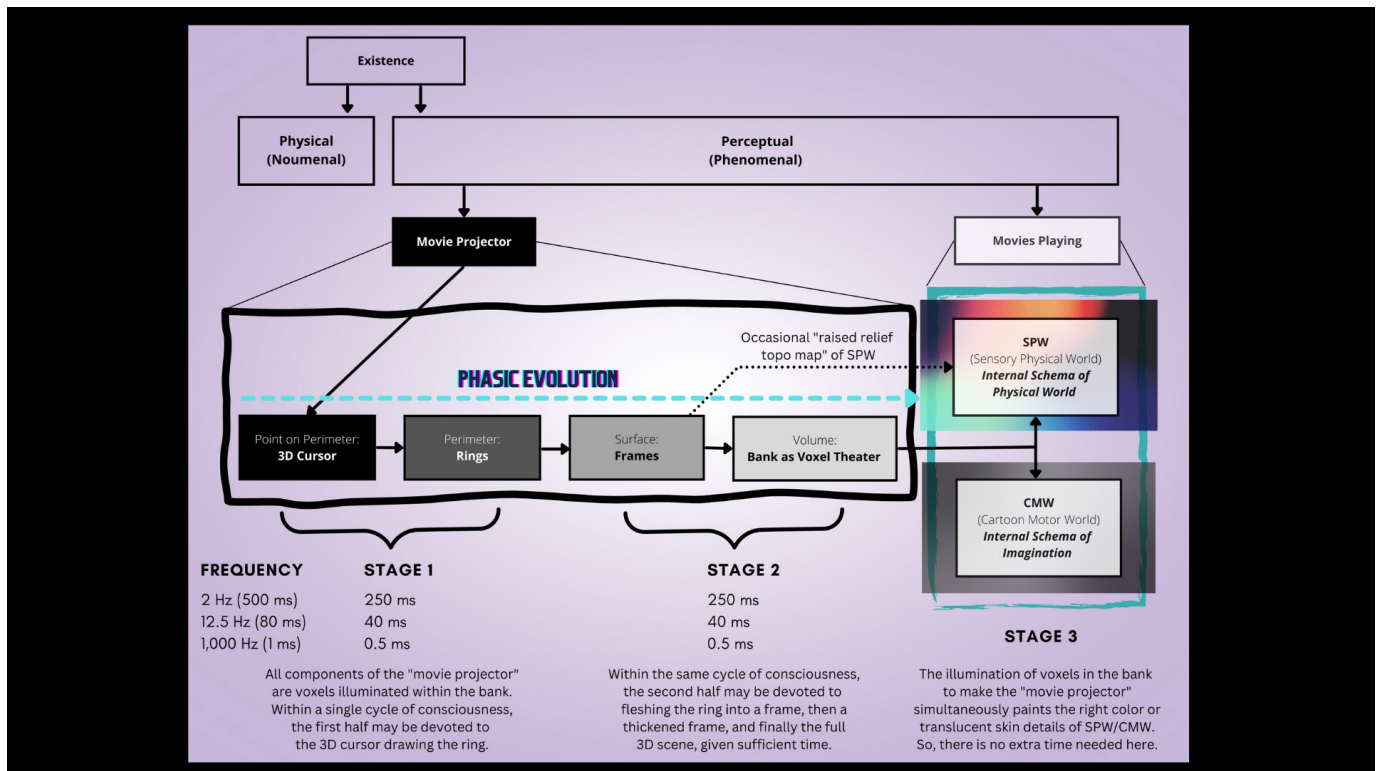 Existence
Physical
(Noumenal)
Perceptual
(Phenomenal)
Movie Projector
Movies Playing
Occasional "raised relief
topo map" of SPW
PHASIC EVOLUTION
Point on Perimeter:
3D Cursor
Perimeter:
Rings
Surface:
Frames
Volume:
Bank as Voxel Theater
SPW
(Sensory Physical World)
Internal Schema of
Physical World
CMW
(Cartoon Motor World)
Internal Schema of
Imagination
FREQUENCY
2 Hz (500 ms)
12.5 Hz (80 ms)
1,000 Hz (1 ms)
STAGE 1
250 ms
40 ms
0.5 ms
All components of the "movie projector"
are voxels illuminated within the bank.
Within a single cycle of consciousness,
the first half may be devoted to
the 3D cursor drawing the ring.
STAGE 2
250 ms
40 ms
0.5 ms
Within the same cycle of consciousness,
the second half may be devoted to
fleshing the ring into a frame, then a
thickened frame, and finally the full
3D scene, given sufficient time.
STAGE 3
The illumination of voxels in the bank
to make the "movie projector"
simultaneously paints the right color or
translucent skin details of SPW/CMW.
So, there is no extra time needed here.